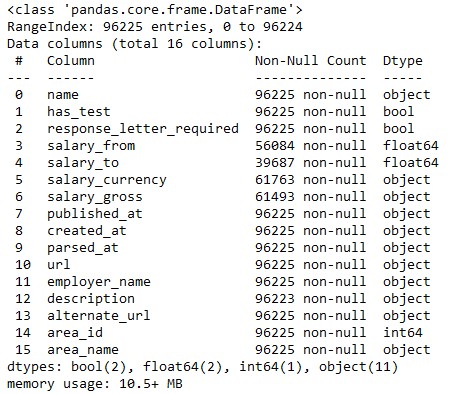 <class 'pandas.core.frame.DataFrame'>
RangeIndex: 96225 entries, 0 to 96224
Data columns (total 16 columns):
 #   Column                    Non-Null Count  Dtype
---  ------                    --------------  -----
 0   name                      96225 non-null  object
 1   has_test                  96225 non-null  bool
 2   response_letter_required  96225 non-null  bool
 3   salary_from               56084 non-null  float64
 4   salary_to                 39687 non-null  float64
 5   salary_currency           61763 non-null  object
 6   salary_gross              61493 non-null  object
 7   published_at              96225 non-null  object
 8   created_at                96225 non-null  object
 9   parsed_at                 96225 non-null  object
 10  url                       96225 non-null  object
 11  employer_name             96225 non-null  object
 12  description               96223 non-null  object
 13  alternate_url             96225 non-null  object
 14  area_id                   96225 non-null  int64
 15  area_name                 96225 non-null  object
dtypes: bool(2), float64(2), int64(1), object(11)
memory usage: 10.5+ MB